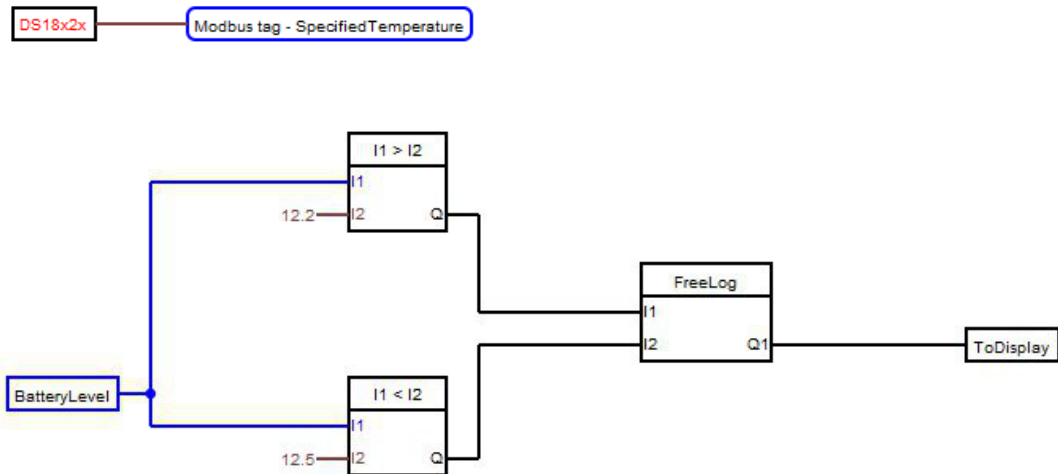 DS18x2x
Modbus tag - SpecifiedTemperature
I1 > I2
I1
12.2
I2
Q
FreeLog
I1
I2
Q1
ToDisplay
BatteryLevel
I1 < I2
I1
12.5
I2
Q